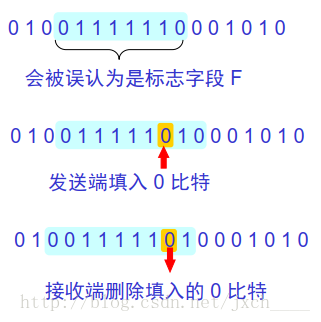 0 1 0 0 1 1 1 1 1 1 0 0 0 1 0 1 0
会被误认为是标志字段 F
0 1 0 0 1 1 1 1 1 0 1 0 0 0 1 0 1 0
发送端填入 0 比特
0 1 0 0 1 1 1 1 1 0 1 0 0 0 1 0 1 0
接收端删除填入的 0 比特
http://blog.csdn.net/jxch____